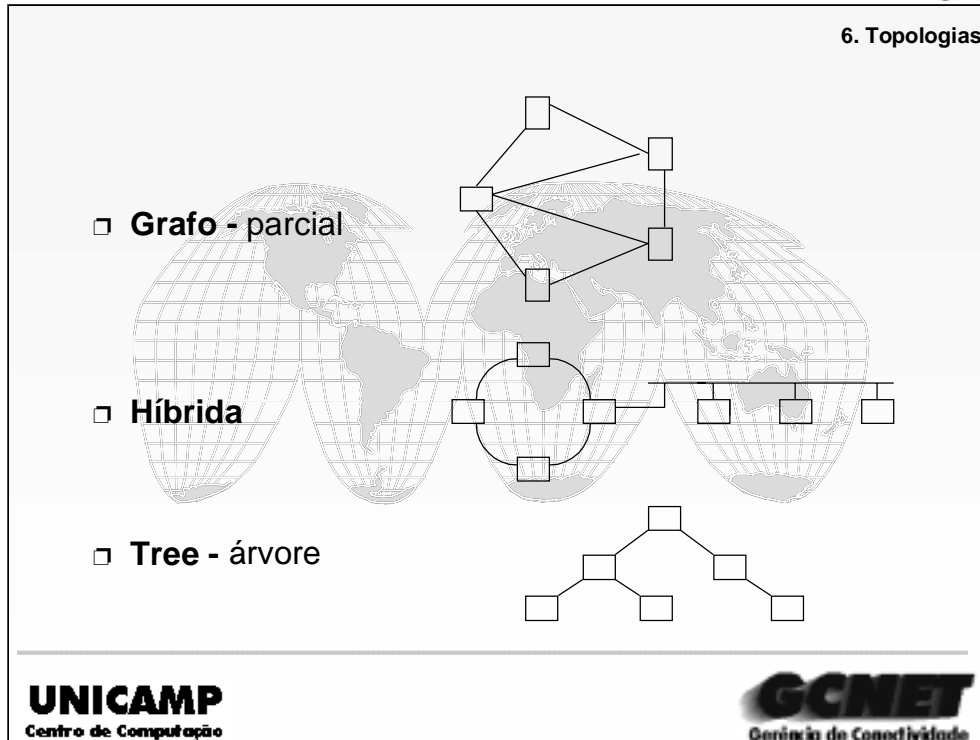 6. Topologias
Grafo - parcial
Híbrida
Tree - árvore
UNICAMP
Centro de Computação
GCNET
Gerência de Conectividade